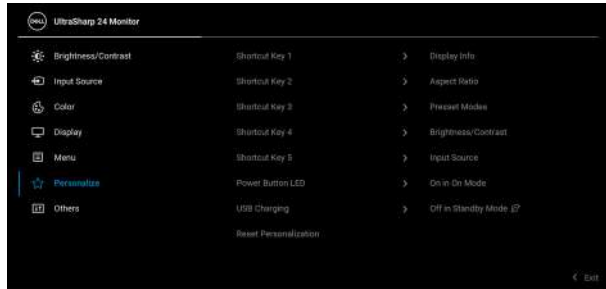 DELL UltraSharp 24 Monitor
Brightness/Contrast Shortcut Key 1 > Display Info
Input Source Shortcut Key 2 > Aspect Ratio
Color Shortcut Key 3 > Preset Modes
Display Shortcut Key 4 > Brightness/Contrast
Menu Shortcut Key 5 > Input Source
Personalize Power Button LED > On in On Mode
Others USB Charging > Off in Standby Mode
Reset Personalization
< Exit